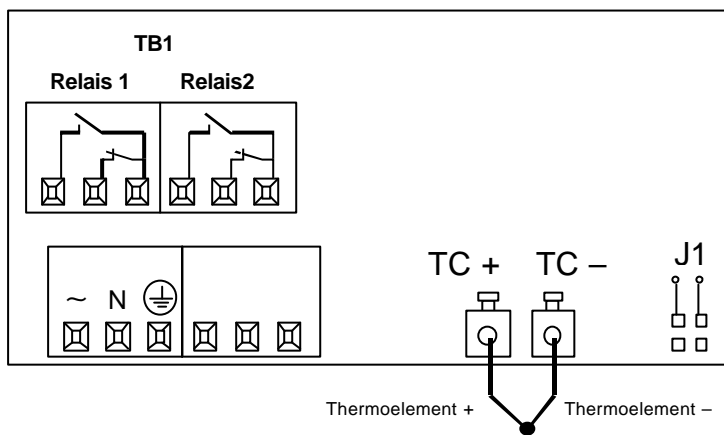 TB1
Relais 1 Relais2
TC + TC – J1
~ N
Thermoelement + Thermoelement –